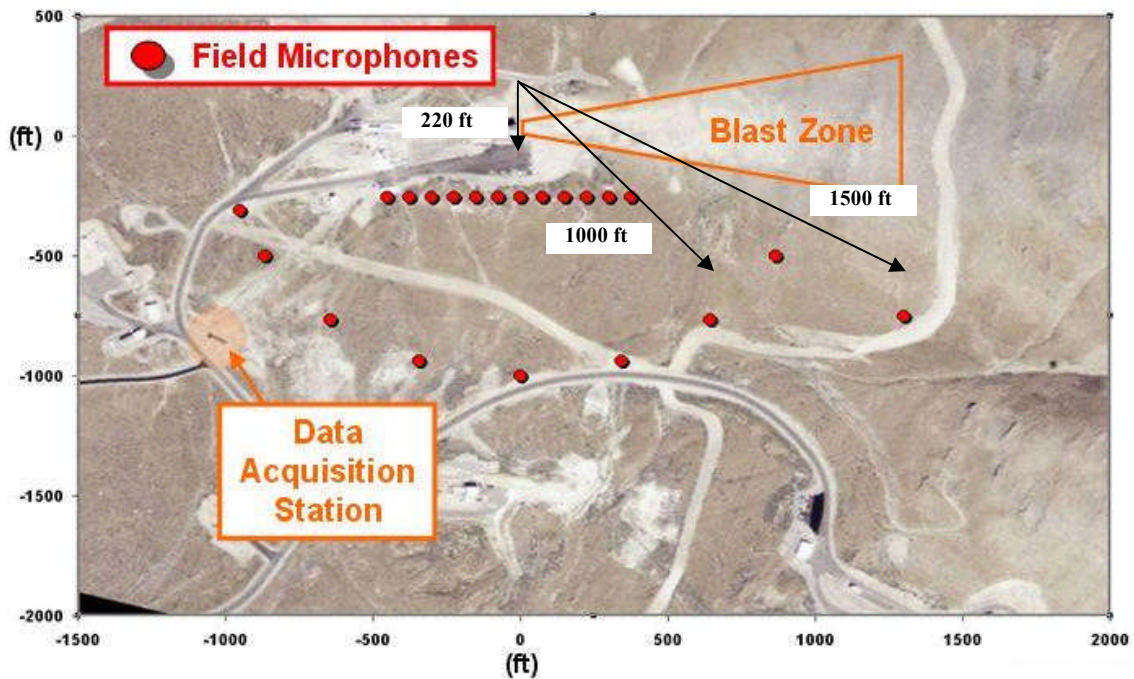 500
Field Microphones
220 ft
(ft)
0
Blast Zone
1500 ft
1000 ft
-500
-1000
Data
Acquisition
Station
-1500
-2000
-1500 -1000 -500 0 500 1000 1500 2000
(ft)